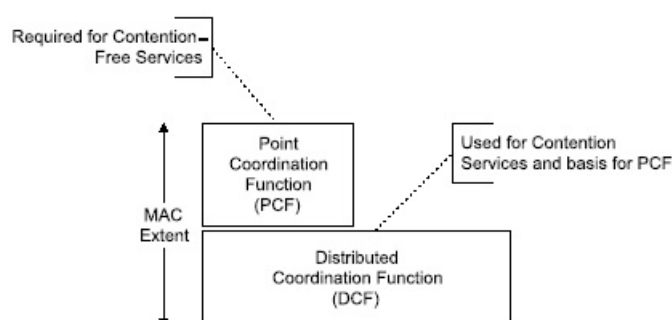 Required for Contention–
Free Services
Point
Coordination
Function
(PCF)
Used for Contention
Services and basis for PCF
MAC
Extent
Distributed
Coordination Function
(DCF)